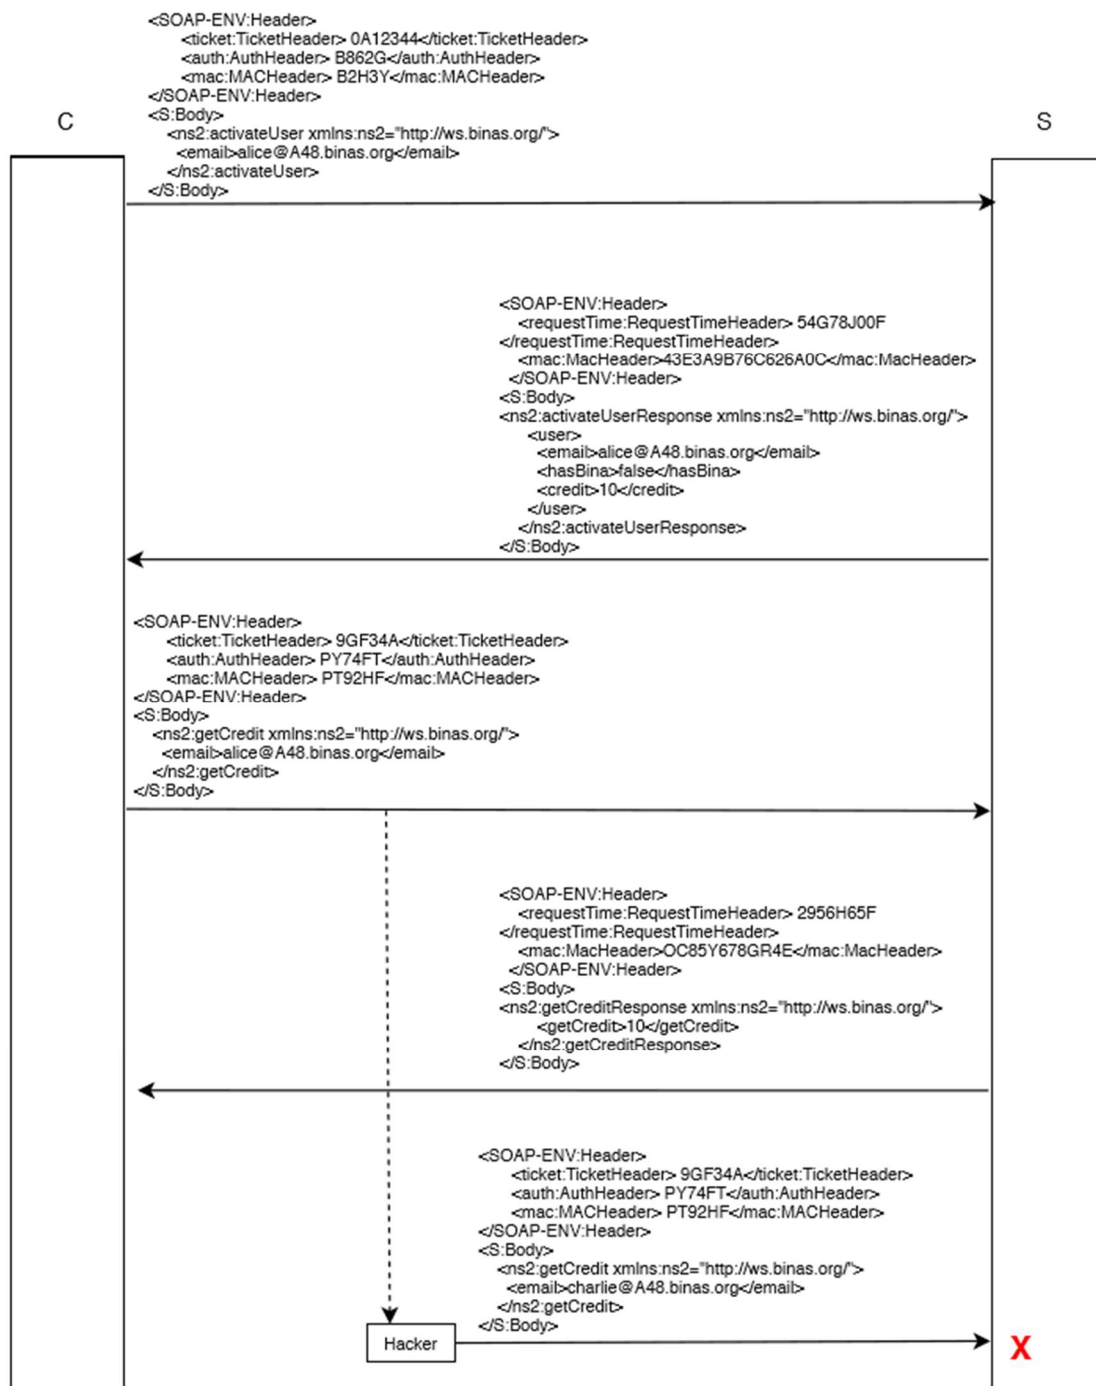 <SOAP-ENV:Header>
<ticket:TicketHeader> 0A12344</ticket:TicketHeader>
<auth:AuthHeader> B862G</auth:AuthHeader>
<mac:MACHeader> B2H3Y</mac:MACHeader>
</SOAP-ENV:Header>
<S:Body>
<ns2:activateUser xmlns:ns2="http://ws.binas.org/">
<email>alice@A48.binas.org</email>
</ns2:activateUser>
</S:Body>
C
S
<SOAP-ENV:Header>
<requestTime:RequestTimeHeader> 54G78J00F
</requestTime:RequestTimeHeader>
<mac:MacHeader>43E3A9B76C626A0C</mac:MacHeader>
</SOAP-ENV:Header>
<S:Body>
<ns2:activateUserResponse xmlns:ns2="http://ws.binas.org/">
<user>
<email>alice@A48.binas.org</email>
<hasBina>false</hasBina>
<credit>10</credit>
</user>
</ns2:activateUserResponse>
</S:Body>
<SOAP-ENV:Header>
<ticket:TicketHeader> 9GF34A</ticket:TicketHeader>
<auth:AuthHeader> PY74FT</auth:AuthHeader>
<mac:MACHeader> PT92HF</mac:MACHeader>
</SOAP-ENV:Header>
<S:Body>
<ns2:getCredit xmlns:ns2="http://ws.binas.org/">
<email>alice@A48.binas.org</email>
</ns2:getCredit>
</S:Body>
<SOAP-ENV:Header>
<requestTime:RequestTimeHeader> 2956H65F
</requestTime:RequestTimeHeader>
<mac:MacHeader>OC85Y678GR4E</mac:MacHeader>
</SOAP-ENV:Header>
<S:Body>
<ns2:getCreditResponse xmlns:ns2="http://ws.binas.org/">
<getCredit>10</getCredit>
</ns2:getCreditResponse>
</S:Body>
<SOAP-ENV:Header>
<ticket:TicketHeader> 9GF34A</ticket:TicketHeader>
<auth:AuthHeader> PY74FT</auth:AuthHeader>
<mac:MACHeader> PT92HF</mac:MACHeader>
</SOAP-ENV:Header>
<S:Body>
<ns2:getCredit xmlns:ns2="http://ws.binas.org/">
<email>charlie@A48.binas.org</email>
</ns2:getCredit>
</S:Body>
Hacker
X